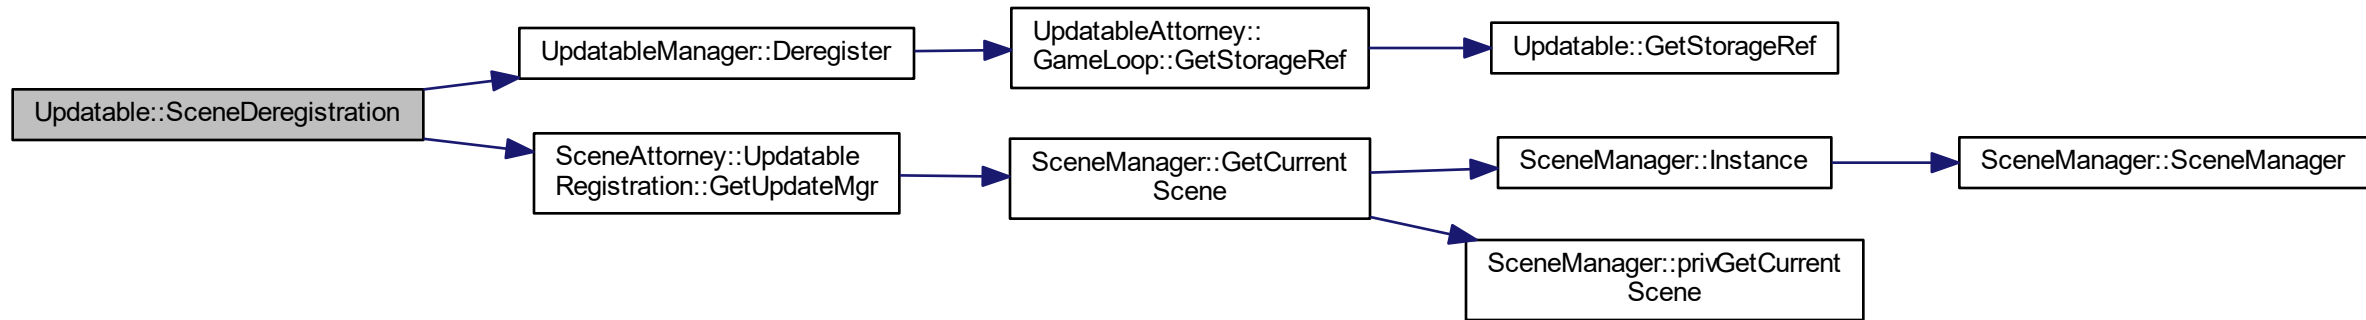 Updatable::SceneDeregistration
UpdatableManager::Deregister
UpdatableAttorney::
GameLoop::GetStorageRef
Updatable::GetStorageRef
SceneAttorney::Updatable
Registration::GetUpdateMgr
SceneManager::GetCurrent
Scene
SceneManager::Instance
SceneManager::SceneManager
SceneManager::privGetCurrent
Scene